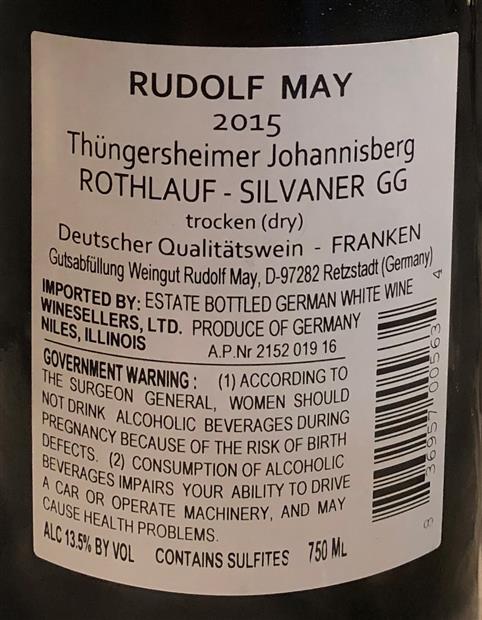 RUDOLF MAY
2015
Thüngersheimer Johannisberg
ROTHLAUF - SILVANER GG
trocken (dry)
Deutscher Qualitätswein - FRANKEN
Gutsabfüllung Weingut Rudolf May, D-97282 Retzstadt (Germany)
IMPORTED BY: ESTATE BOTTLED GERMAN WHITE WINE
WINESELLERS, LTD. PRODUCE OF GERMANY
NILES, ILLINOIS A.P.Nr 2152 019 16
GOVERNMENT WARNING : (1) ACCORDING TO
THE SURGEON GENERAL, WOMEN SHOULD
NOT DRINK ALCOHOLIC BEVERAGES DURING
PREGNANCY BECAUSE OF THE RISK OF BIRTH
DEFECTS. (2) CONSUMPTION OF ALCOHOLIC
BEVERAGES IMPAIRS YOUR ABILITY TO DRIVE
A CAR OR OPERATE MACHINERY, AND MAY
CAUSE HEALTH PROBLEMS.
ALC 13.5% BY VOL CONTAINS SULFITES 750 ML
8 36957 00563 4